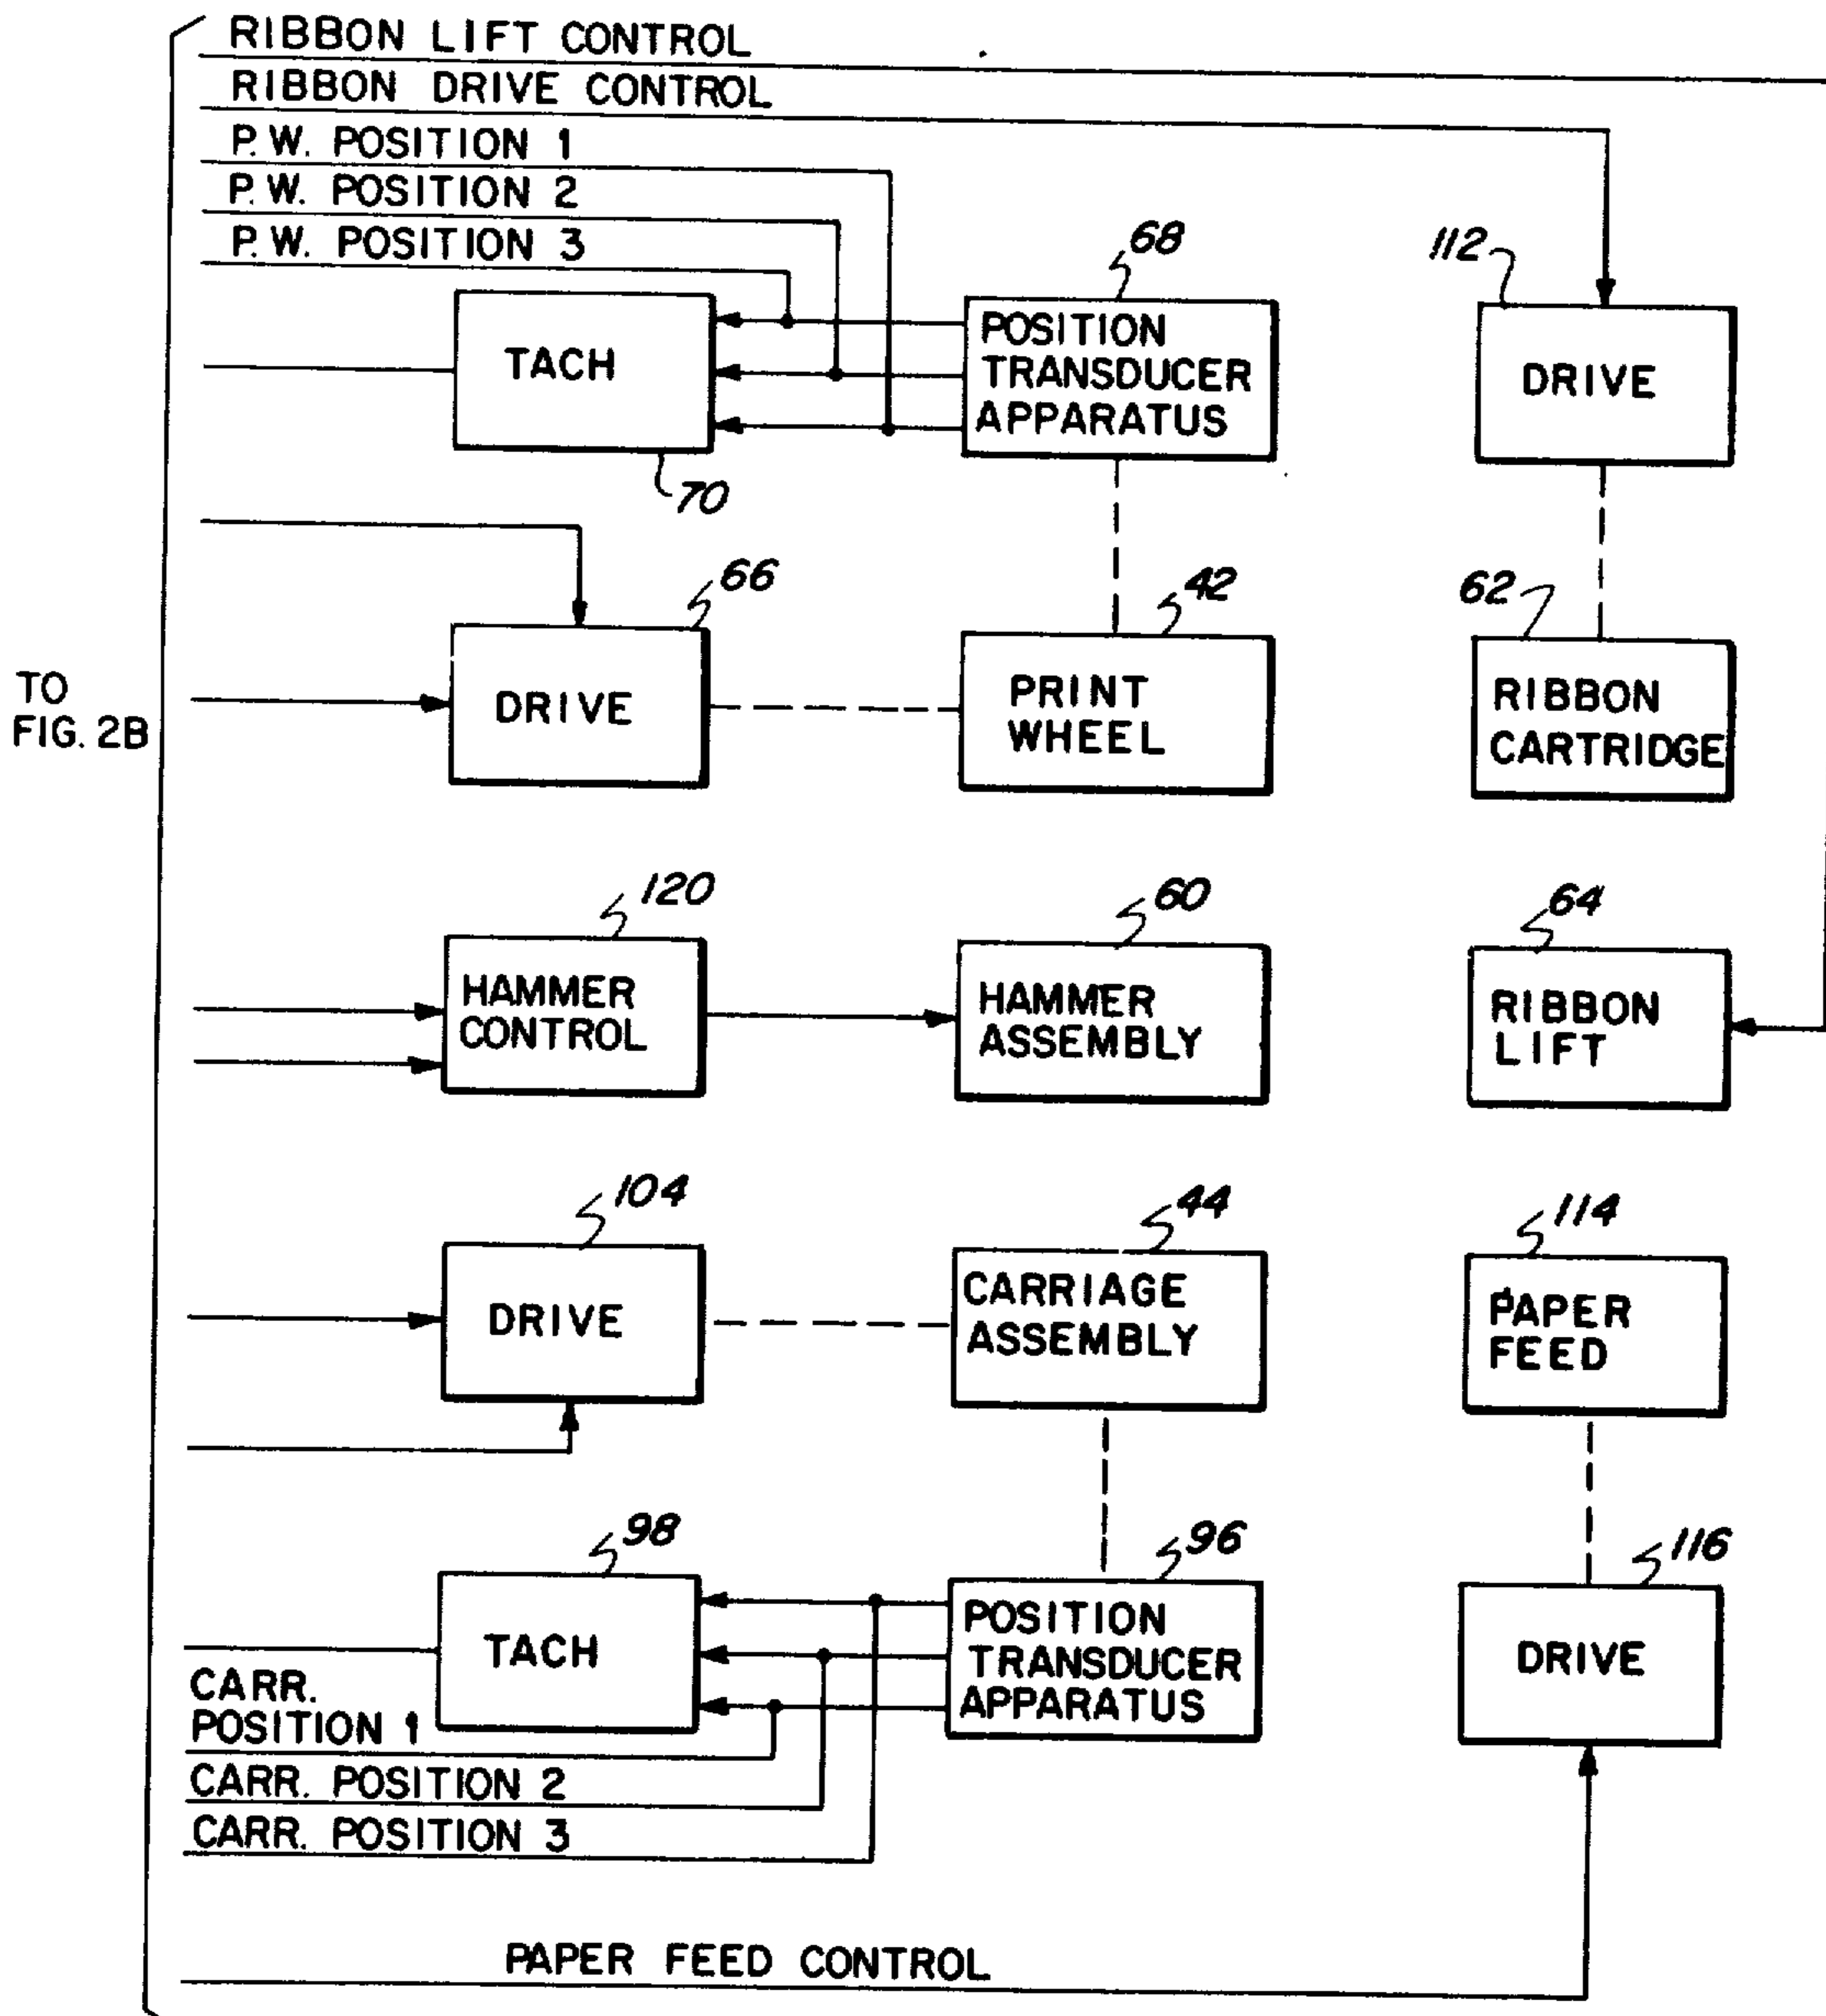 RIBBON LIFT CONTROL
RIBBON DRIVE CONTROL
P.W. POSITION 1
P.W. POSITION 2
P.W. POSITION 3
68
112
TACH
POSITION
TRANSDUCER
APPARATUS
DRIVE
70
66
42
62
TO
FIG. 2B
DRIVE
PRINT
WHEEL
RIBBON
CARTRIDGE
120
60
64
HAMMER
CONTROL
HAMMER
ASSEMBLY
RIBBON
LIFT
104
44
114
DRIVE
CARRIAGE
ASSEMBLY
PAPER
FEED
98
96
116
TACH
POSITION
TRANSDUCER
APPARATUS
DRIVE
CARR.
POSITION 1
CARR. POSITION 2
CARR. POSITION 3
PAPER FEED CONTROL